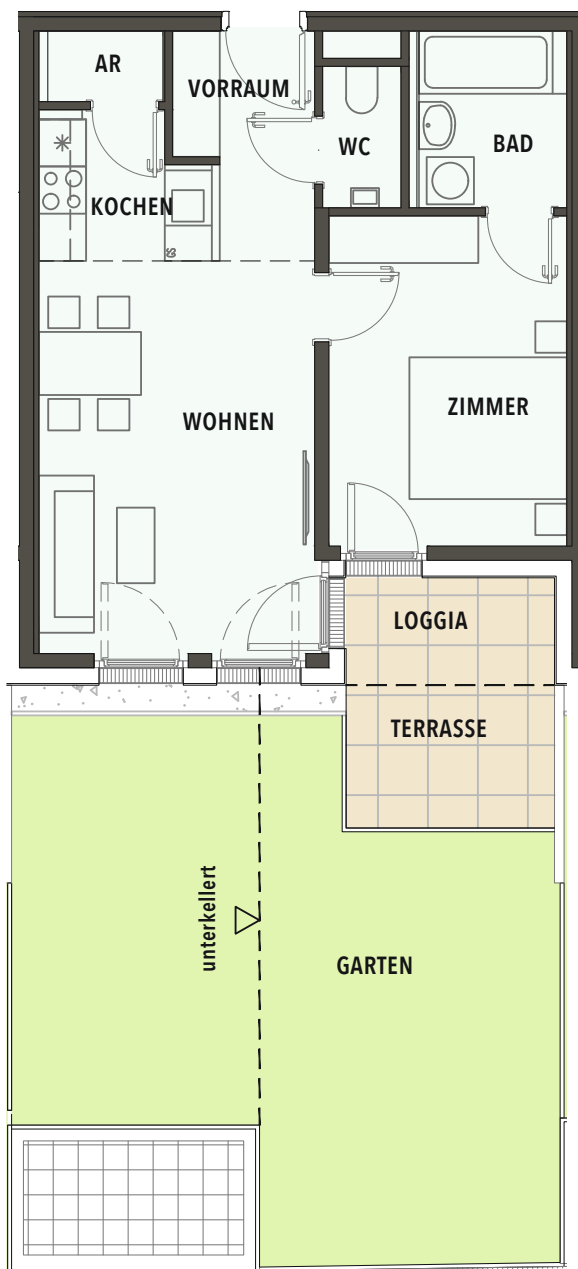 AR
VORRAUM
WC
BAD
KOCHEN
WOHNEN
ZIMMER
LOGGIA
TERRASSE
unterkellert
GARTEN